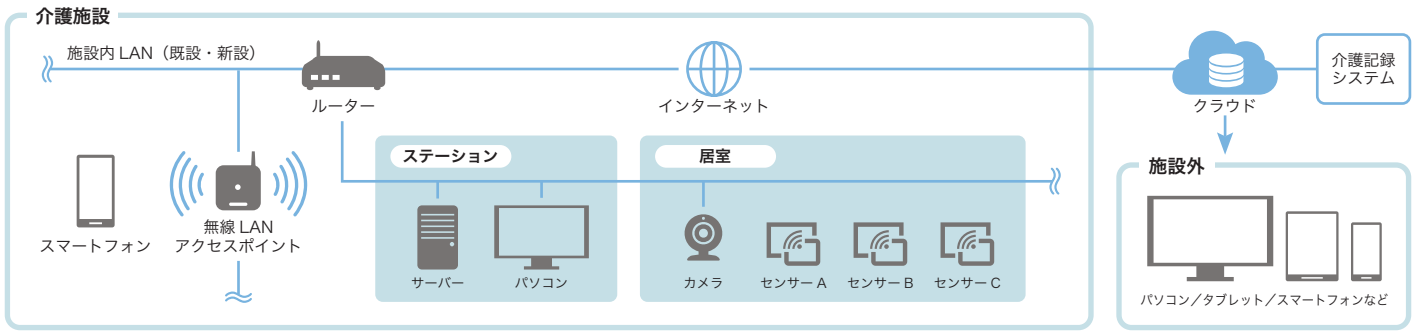 介護施設
施設内 LAN（既設・新設）
ルーター
インターネット
クラウド
介護記録
システム
スマートフォン
無線 LAN
アクセスポイント
ステーション
サーバー
パソコン
居室
カメラ
センサー A
センサー B
センサー C
施設外
パソコン／タブレット／スマートフォンなど